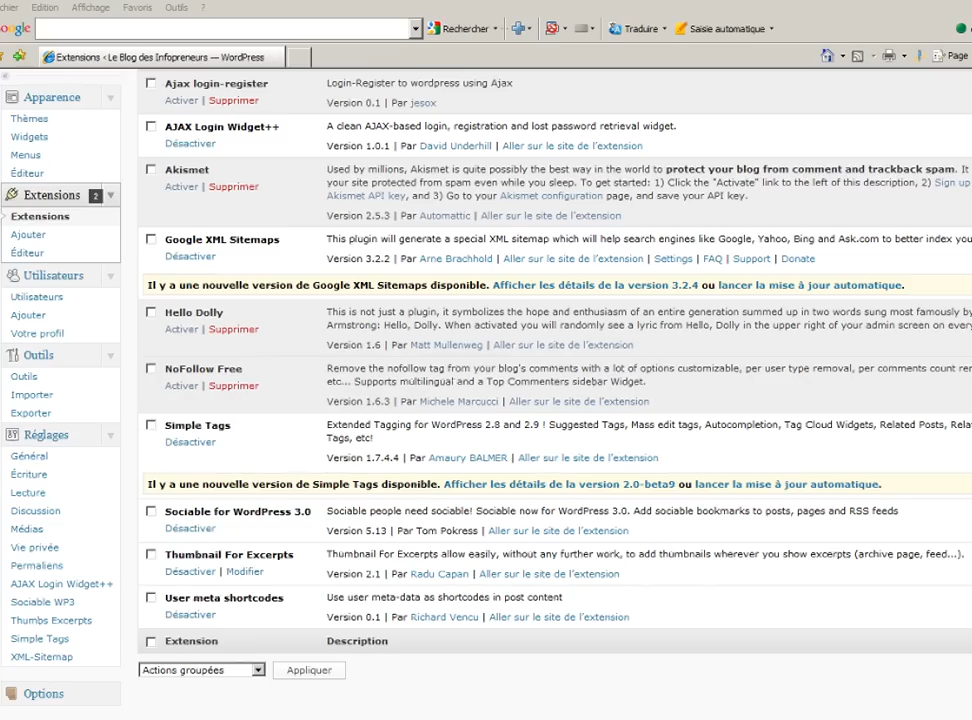 chier Edition Affichage Favoris Outils ?
oogle Rechercher Traduire Saisie automatique
Extensions ‹ Le Blog des Infopreneurs — WordPress Page
«
Apparence
Thèmes
Widgets
Menus
Éditeur
Extensions 2
Extensions
Ajouter
Éditeur
Utilisateurs
Utilisateurs
Ajouter
Votre profil
Outils
Outils
Importer
Exporter
Réglages
Général
Écriture
Lecture
Discussion
Médias
Vie privée
Permaliens
AJAX Login Widget++
Sociable WP3
Thumbs Excerpts
Simple Tags
XML-Sitemap
Options
Ajax login-register Login-Register to wordpress using Ajax
Activer | Supprimer Version 0.1 | Par jesox
AJAX Login Widget++ A clean AJAX-based login, registration and lost password retrieval widget.
Désactiver Version 1.0.1 | Par David Underhill | Aller sur le site de l'extension
Akismet Used by millions, Akismet is quite possibly the best way in the world to protect your blog from comment and trackback spam. It
Activer | Supprimer your site protected from spam even while you sleep. To get started: 1) Click the "Activate" link to the left of this description, 2) Sign up
Akismet API key, and 3) Go to your Akismet configuration page, and save your API key.
Version 2.5.3 | Par Automattic | Aller sur le site de l'extension
Google XML Sitemaps This plugin will generate a special XML sitemap which will help search engines like Google, Yahoo, Bing and Ask.com to better index you
Désactiver Version 3.2.2 | Par Arne Brachhold | Aller sur le site de l'extension | Settings | FAQ | Support | Donate
Il y a une nouvelle version de Google XML Sitemaps disponible. Afficher les détails de la version 3.2.4 ou lancer la mise à jour automatique.
Hello Dolly This is not just a plugin, it symbolizes the hope and enthusiasm of an entire generation summed up in two words sung most famously b
Activer | Supprimer Armstrong: Hello, Dolly. When activated you will randomly see a lyric from Hello, Dolly in the upper right of your admin screen on every
Version 1.6 | Par Matt Mullenweg | Aller sur le site de l'extension
NoFollow Free Remove the nofollow tag from your blog's comments with a lot of options customizable, per user type removal, per comments count re
Activer | Supprimer etc... Supports multilingual and a Top Commenters sidebar Widget.
Version 1.6.3 | Par Michele Marcucci | Aller sur le site de l'extension
Simple Tags Extended Tagging for WordPress 2.8 and 2.9 ! Suggested Tags, Mass edit tags, Autocompletion, Tag Cloud Widgets, Related Posts, Rela
Désactiver Tags, etc!
Version 1.7.4.4 | Par Amaury BALMER | Aller sur le site de l'extension
Il y a une nouvelle version de Simple Tags disponible. Afficher les détails de la version 2.0-beta9 ou lancer la mise à jour automatique.
Sociable for WordPress 3.0 Sociable people need sociable! Sociable now for WordPress 3.0. Add sociable bookmarks to posts, pages and RSS feeds
Désactiver Version 5.13 | Par Tom Pokress | Aller sur le site de l'extension
Thumbnail For Excerpts Thumbnail For Excerpts allow easily, without any further work, to add thumbnails wherever you show excerpts (archive page, feed...).
Désactiver | Modifier Version 2.1 | Par Radu Capan | Aller sur le site de l'extension
User meta shortcodes Use user meta-data as shortcodes in post content
Désactiver Version 0.1 | Par Richard Vencu | Aller sur le site de l'extension
Extension Description
Actions groupées Appliquer